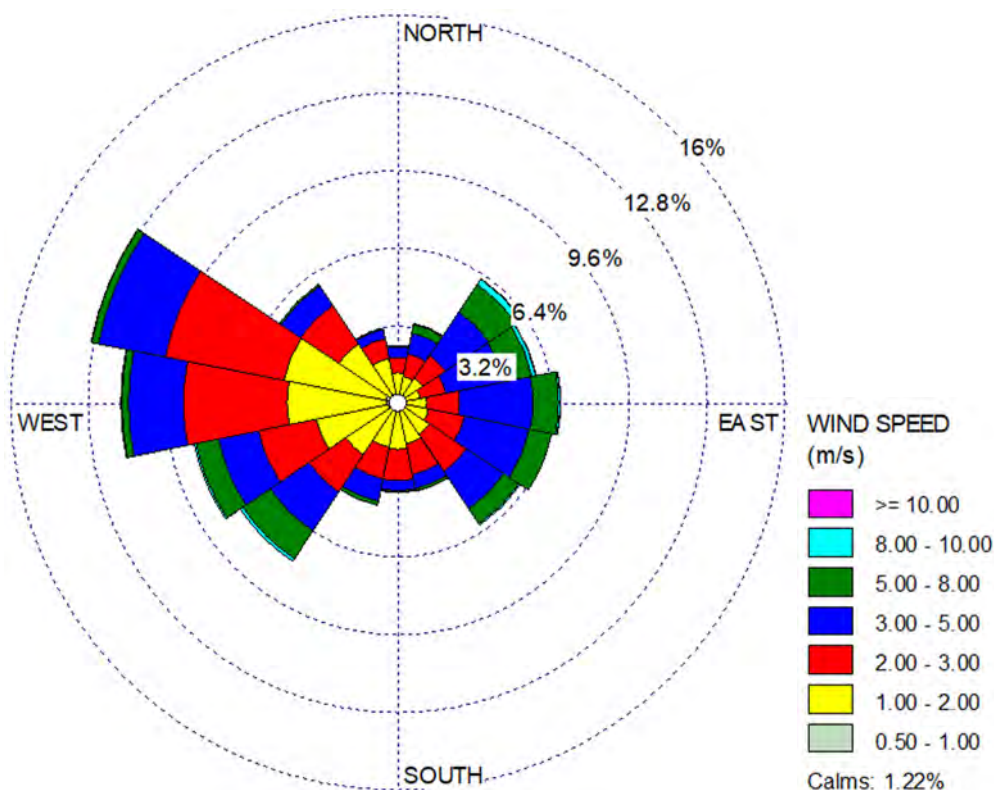 NORTH
16%
12.8%
9.6%
6.4%
3.2%
WEST
EAST
SOUTH
WIND SPEED
(m/s)
>= 10.00
8.00 - 10.00
5.00 - 8.00
3.00 - 5.00
2.00 - 3.00
1.00 - 2.00
0.50 - 1.00
Calms: 1.22%